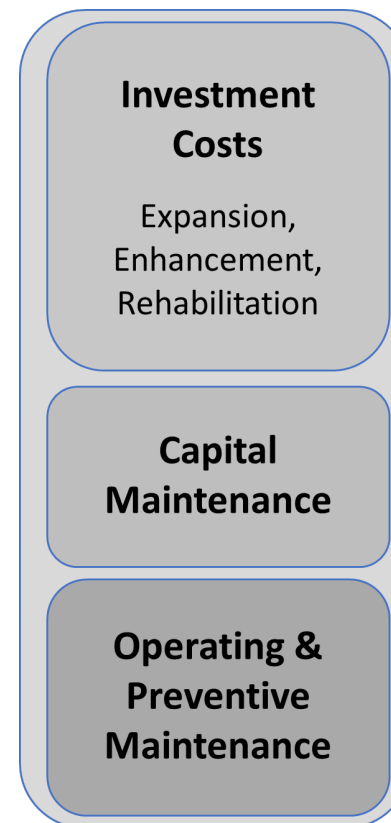 Investment
Costs
Expansion,
Enhancement,
Rehabilitation
Capital
Maintenance
Operating &
Preventive
Maintenance